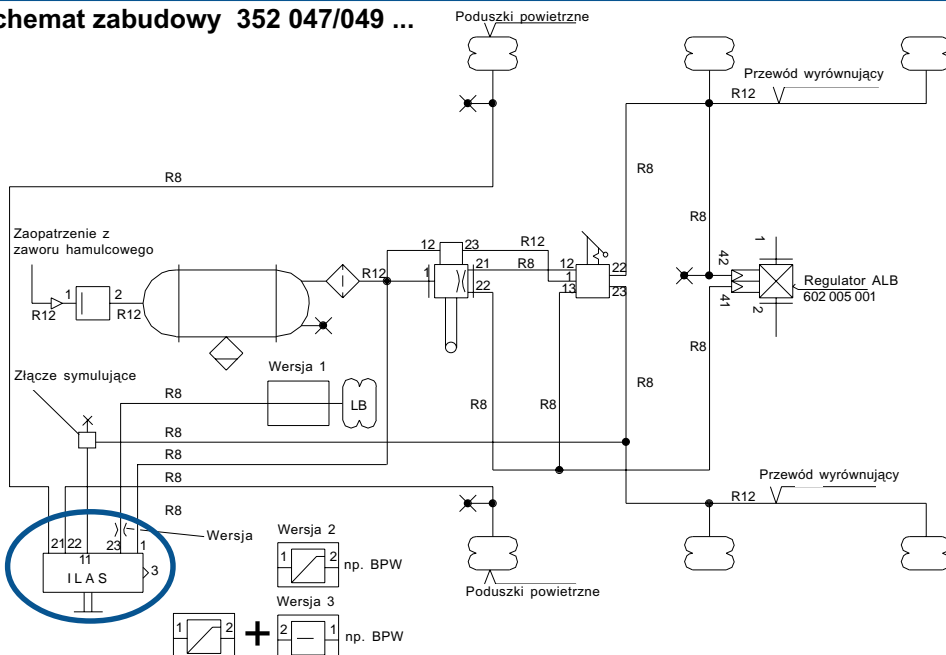 chemat zabudowy 352 047/049 ...
Poduszki powietrzne
Przewód wyrównujący
R12
R8
R8
Zaopatrzenie z
zaworu hamulcowego
12 23
R12
R8
1
R12
1 21
R8
12
1
22
42
1
Regulator ALB
602 005 001
1 2
R12 R12
22
13
23
41
2
R8
Wersja 1
Złącze symulujące
R8
LB
R8
R8
R8
R8
R8
R8
Przewód wyrównujący
R12
R8
Wersja
Wersja 2
21 22 23 1
11
ILAS
3
1 2 np. BPW
Poduszki powietrzne
Wersja 3
1 2 + 2 1 np. BPW